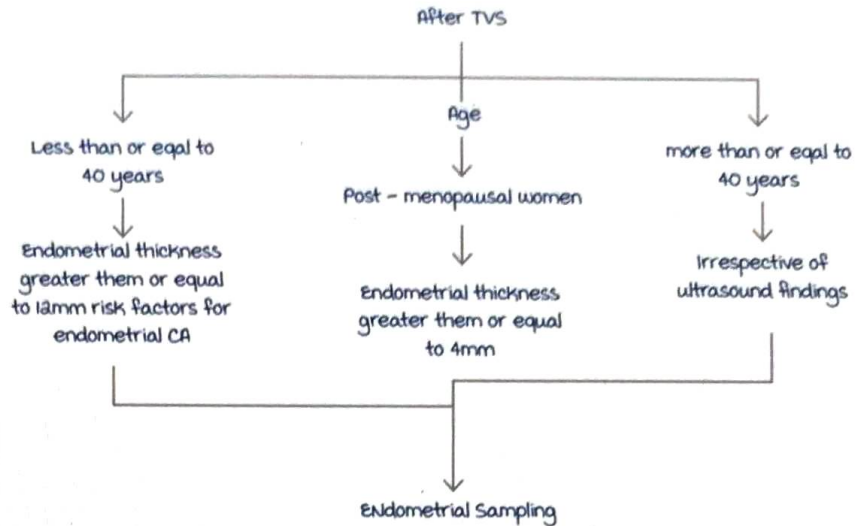 After TVS
Age
Less than or eqal to
40 years
Endometrial thickness
greater them or equal
to 12mm risk factors for
endometrial CA
Post - menopausal women
Endometrial thickness
greater them or equal
to 4mm
more than or eqal to
40 years
Irrespective of
ultrasound findings
ENdometrial Sampling